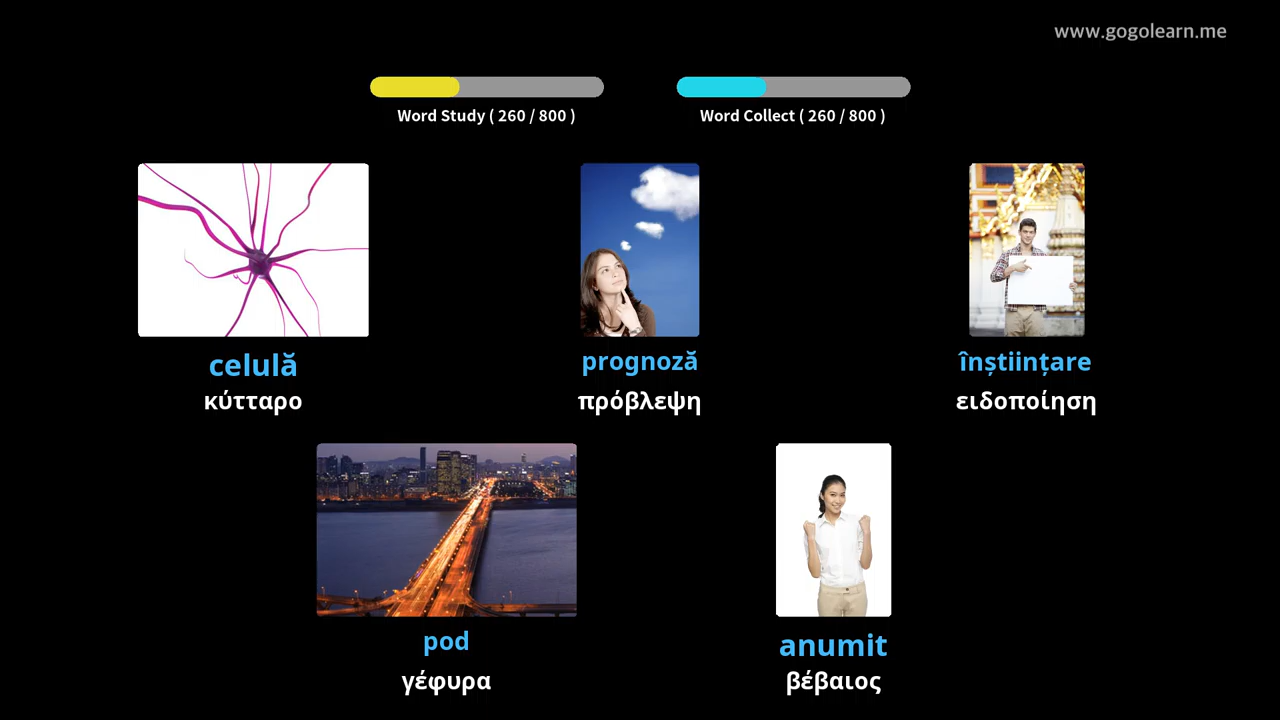 www.gogolearn.me
Word Study ( 260 / 800 )
Word Collect ( 260 / 800 )
celulă
κύτταρο
prognoză
πρόβλεψη
înștiințare
ειδοποίηση
pod
γέφυρα
anumit
βέβαιος